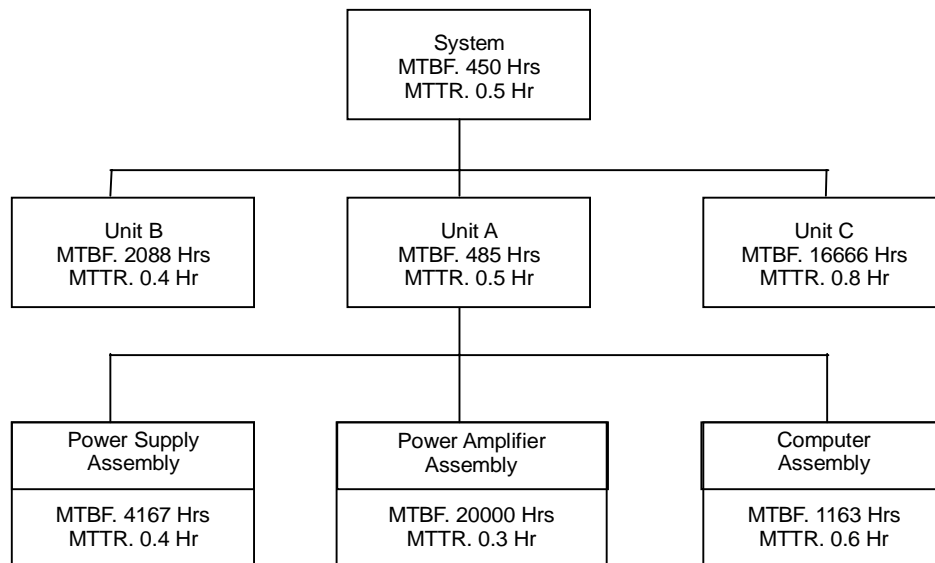 System
MTBF. 450 Hrs
MTTR. 0.5 Hr
Unit B
MTBF. 2088 Hrs
MTTR. 0.4 Hr
Unit A
MTBF. 485 Hrs
MTTR. 0.5 Hr
Unit C
MTBF. 16666 Hrs
MTTR. 0.8 Hr
Power Supply
Assembly
MTBF. 4167 Hrs
MTTR. 0.4 Hr
Power Amplifier
Assembly
MTBF. 20000 Hrs
MTTR. 0.3 Hr
Computer
Assembly
MTBF. 1163 Hrs
MTTR. 0.6 Hr